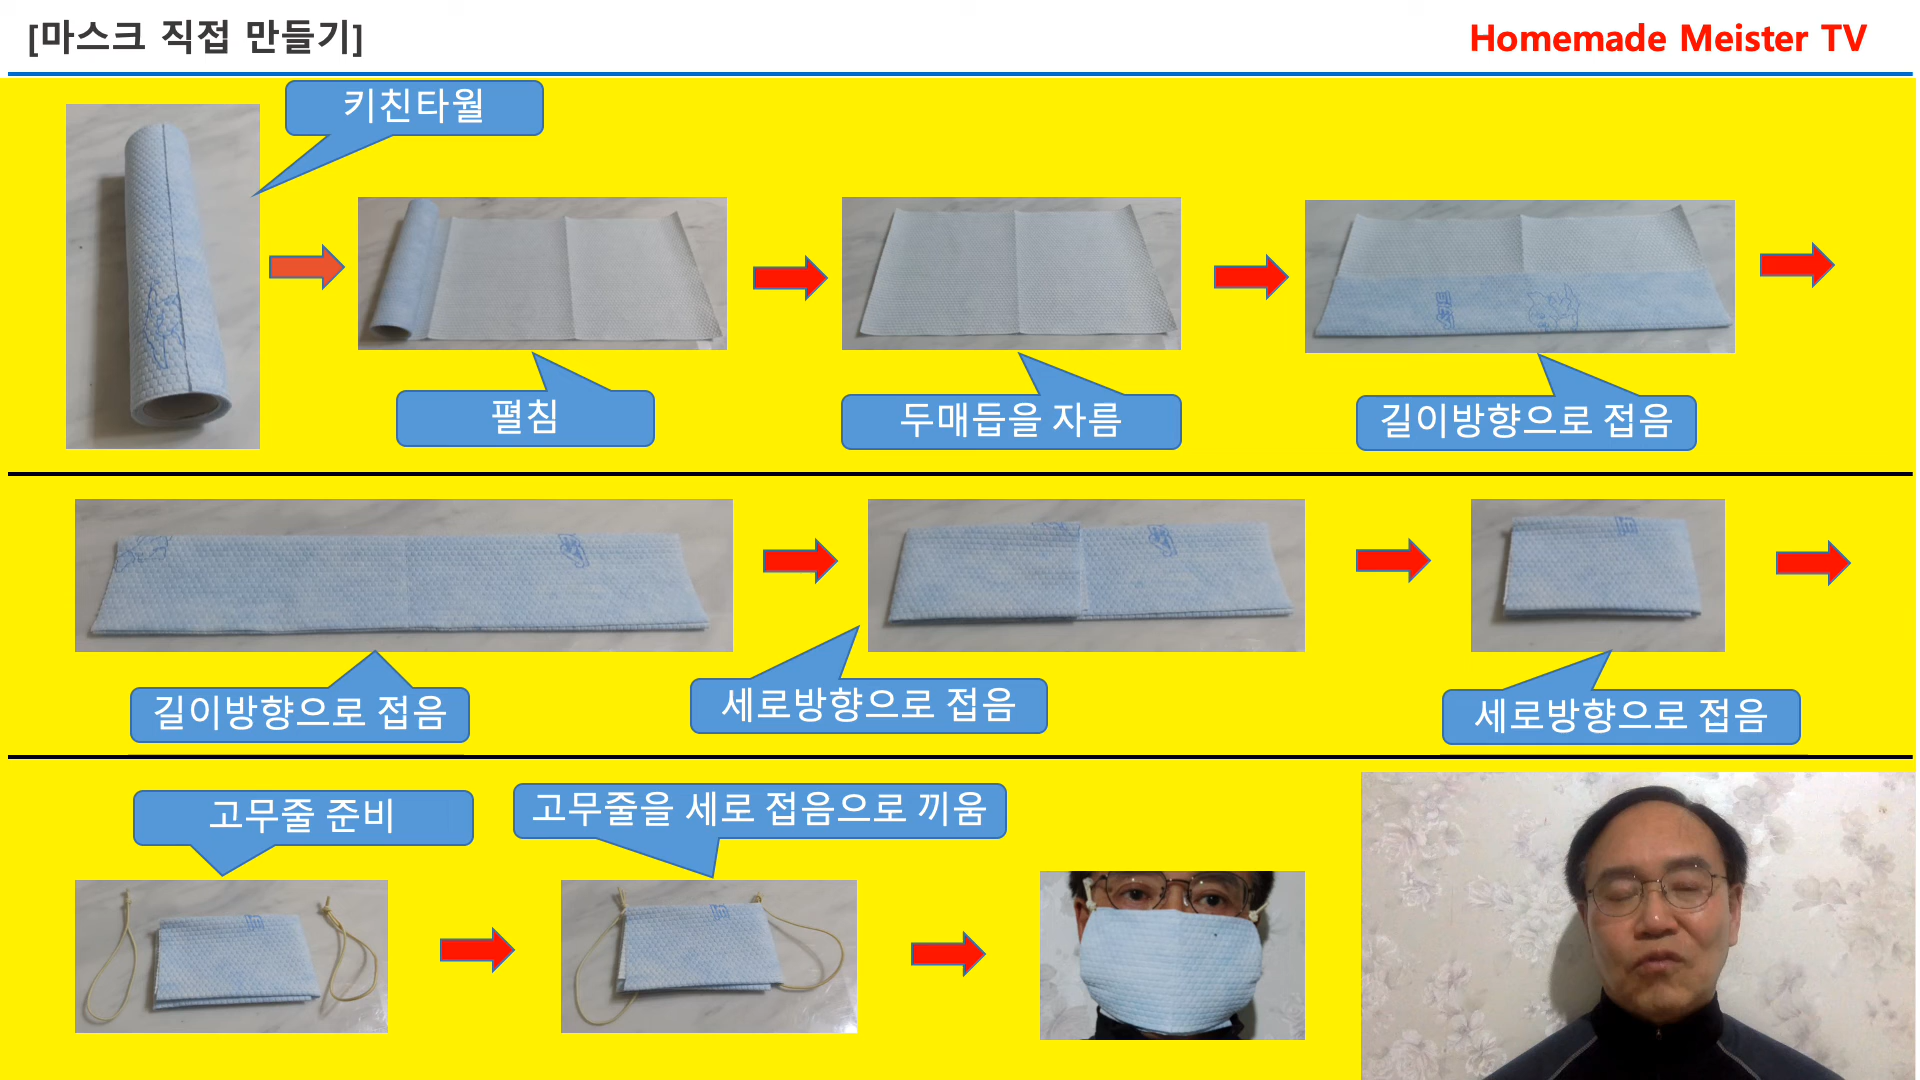 [마스크 직접 만들기]
Homemade Meister TV
키친타월
펼침
두매듭을 자름
길이방향으로 접음
길이방향으로 접음
세로방향으로 접음
세로방향으로 접음
고무줄 준비
고무줄을 세로 접음으로 끼움